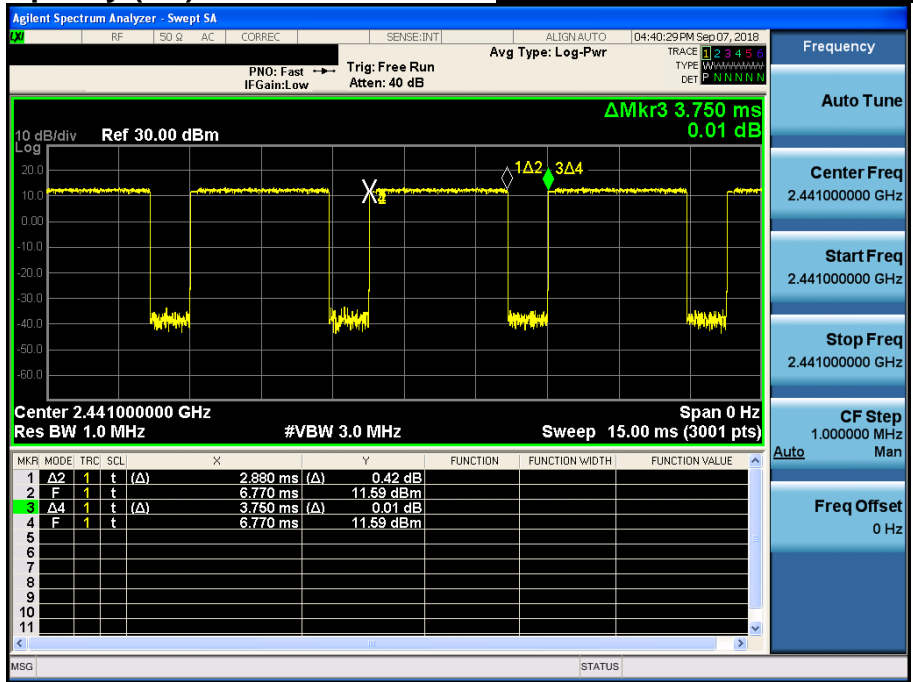 Agilent Spectrum Analyzer - Swept SA
LXI RF 50 Ω AC CORREC SENSE:INT ALIGN AUTO 04:40:29 PM Sep 07, 2018
Frequency
Avg Type: Log-Pwr
TRACE 1 2 3 4 5 6
PNO: Fast Trig: Free Run
TYPE W
IFGain:Low Atten: 40 dB
DET P N N N N N
Auto Tune
ΔMkr3 3.750 ms
0.01 dB
10 dB/div Ref 30.00 dBm
Log
20.0
10.0
0.00
-10.0
-20.0
-30.0
-40.0
-50.0
-60.0
1Δ2 3Δ4
Center Freq
2.441000000 GHz
Start Freq
2.441000000 GHz
Stop Freq
2.441000000 GHz
Center 2.441000000 GHz Span 0 Hz
Res BW 1.0 MHz #VBW 3.0 MHz Sweep 15.00 ms (3001 pts)
CF Step
1.000000 MHz
Auto Man
MKR MODE TRC SCL X Y FUNCTION FUNCTION WIDTH FUNCTION VALUE
1 Δ2 1 t (Δ) 2.880 ms (Δ) 0.42 dB
2 F 1 t 6.770 ms 11.59 dBm
3 Δ4 1 t (Δ) 3.750 ms (Δ) 0.01 dB
4 F 1 t 6.770 ms 11.59 dBm
5
6
7
8
9
10
11
Freq Offset
0 Hz
MSG STATUS